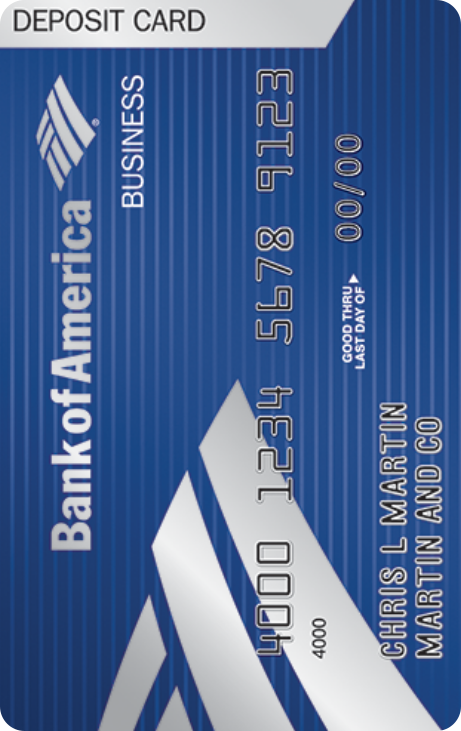 DEPOSIT CARD
Bank of America®
BUSINESS
4000 1234 5678 9123
4000
GOOD THRU
LAST DAY OF
00/00
CHRIS L MARTIN
MARTIN AND CO